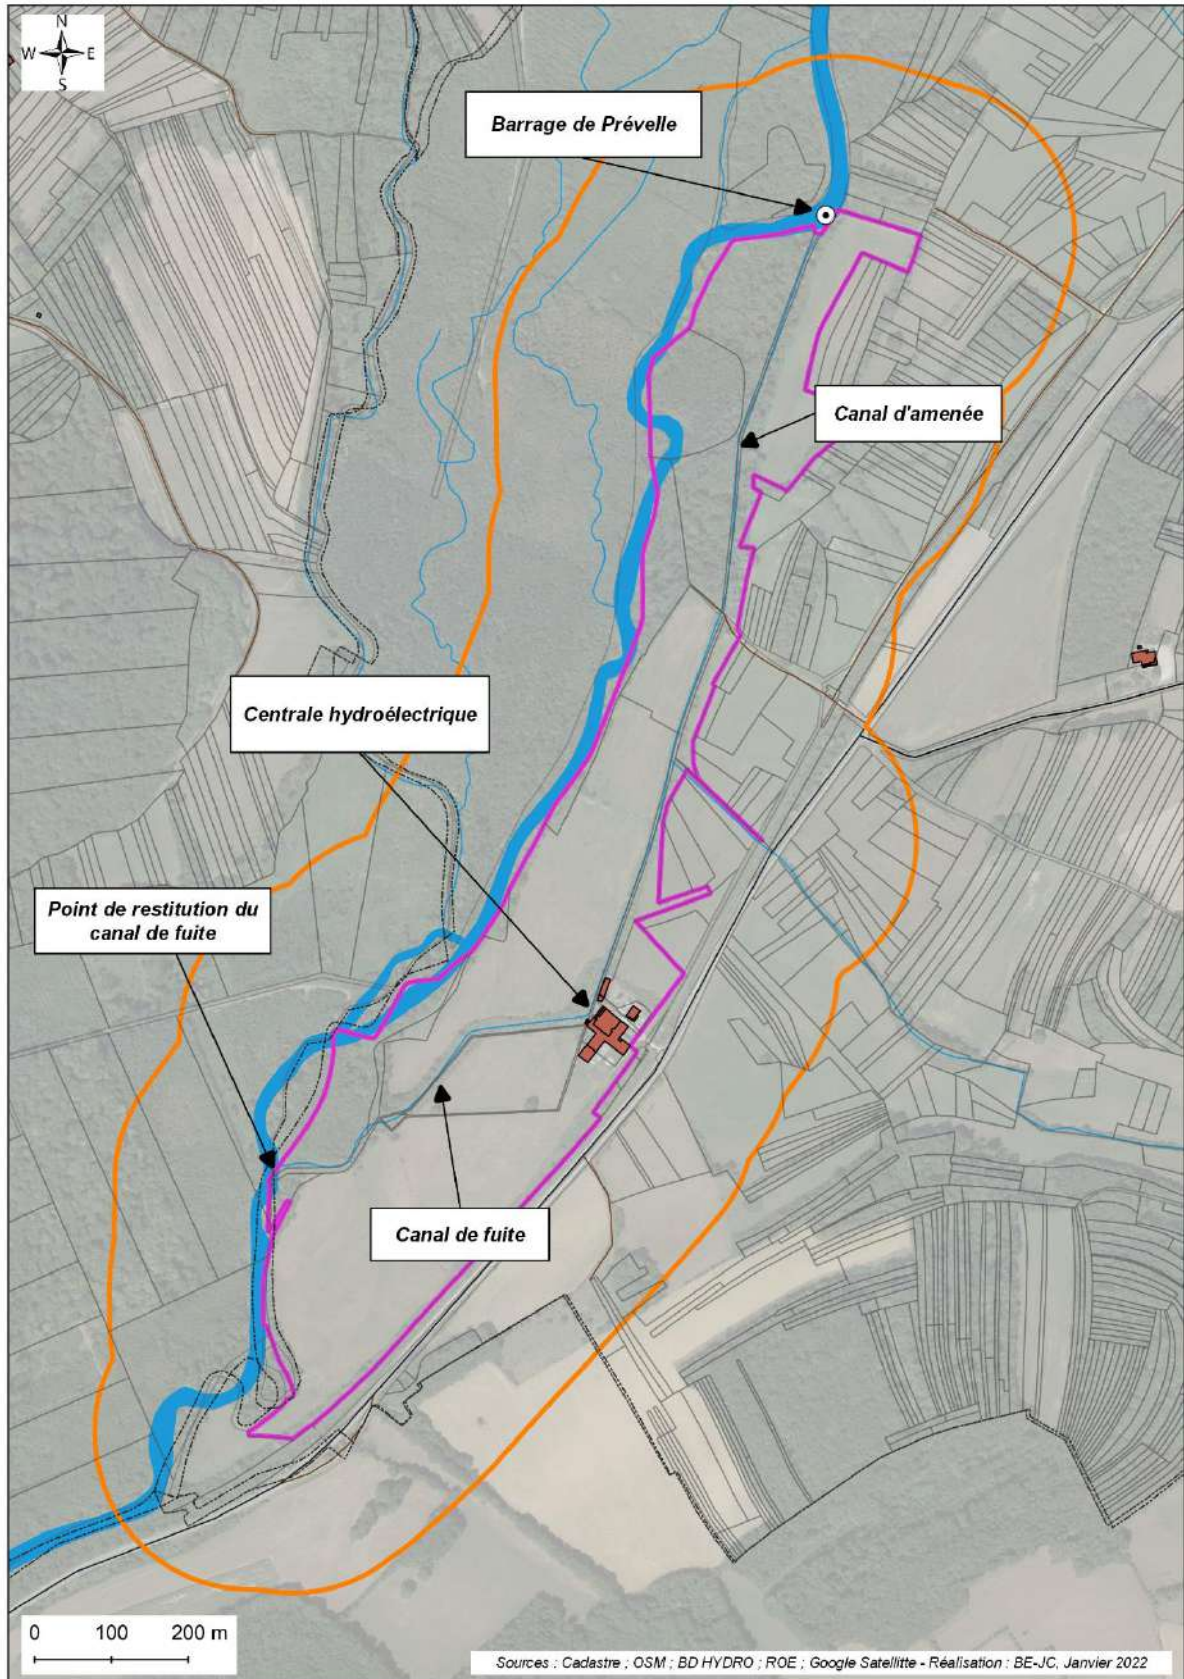 N
W E
S
Barrage de Prévelle
Canal d'amenée
Centrale hydroélectrique
Point de restitution du
canal de fuite
Canal de fuite
0 100 200 m
Sources : Cadastre ; OSM ; BD HYDRO ; ROE ; Google Satellitte - Réalisation : BE-JC, Janvier 2022